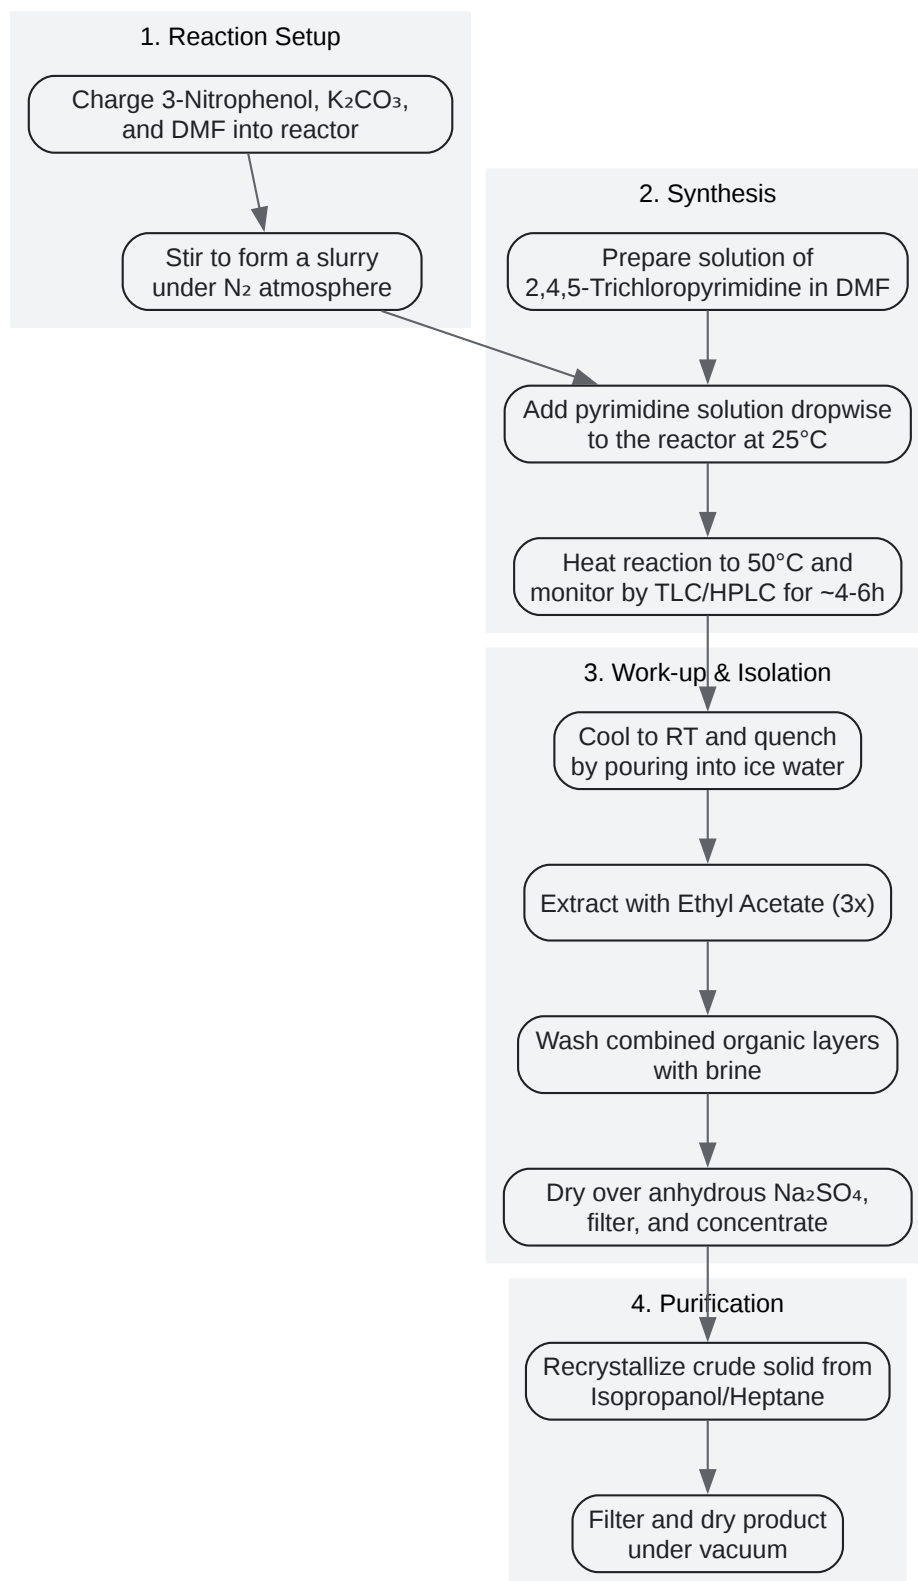 1. Reaction Setup
Charge 3-Nitrophenol, K₂CO₃,
and DMF into reactor
Stir to form a slurry
under N₂ atmosphere
2. Synthesis
Prepare solution of
2,4,5-Trichloropyrimidine in DMF
Add pyrimidine solution dropwise
to the reactor at 25°C
Heat reaction to 50°C and
monitor by TLC/HPLC for ~4-6h
3. Work-up & Isolation
Cool to RT and quench
by pouring into ice water
Extract with Ethyl Acetate (3x)
Wash combined organic layers
with brine
Dry over anhydrous Na₂SO₄,
filter, and concentrate
4. Purification
Recrystallize crude solid from
Isopropanol/Heptane
Filter and dry product
under vacuum